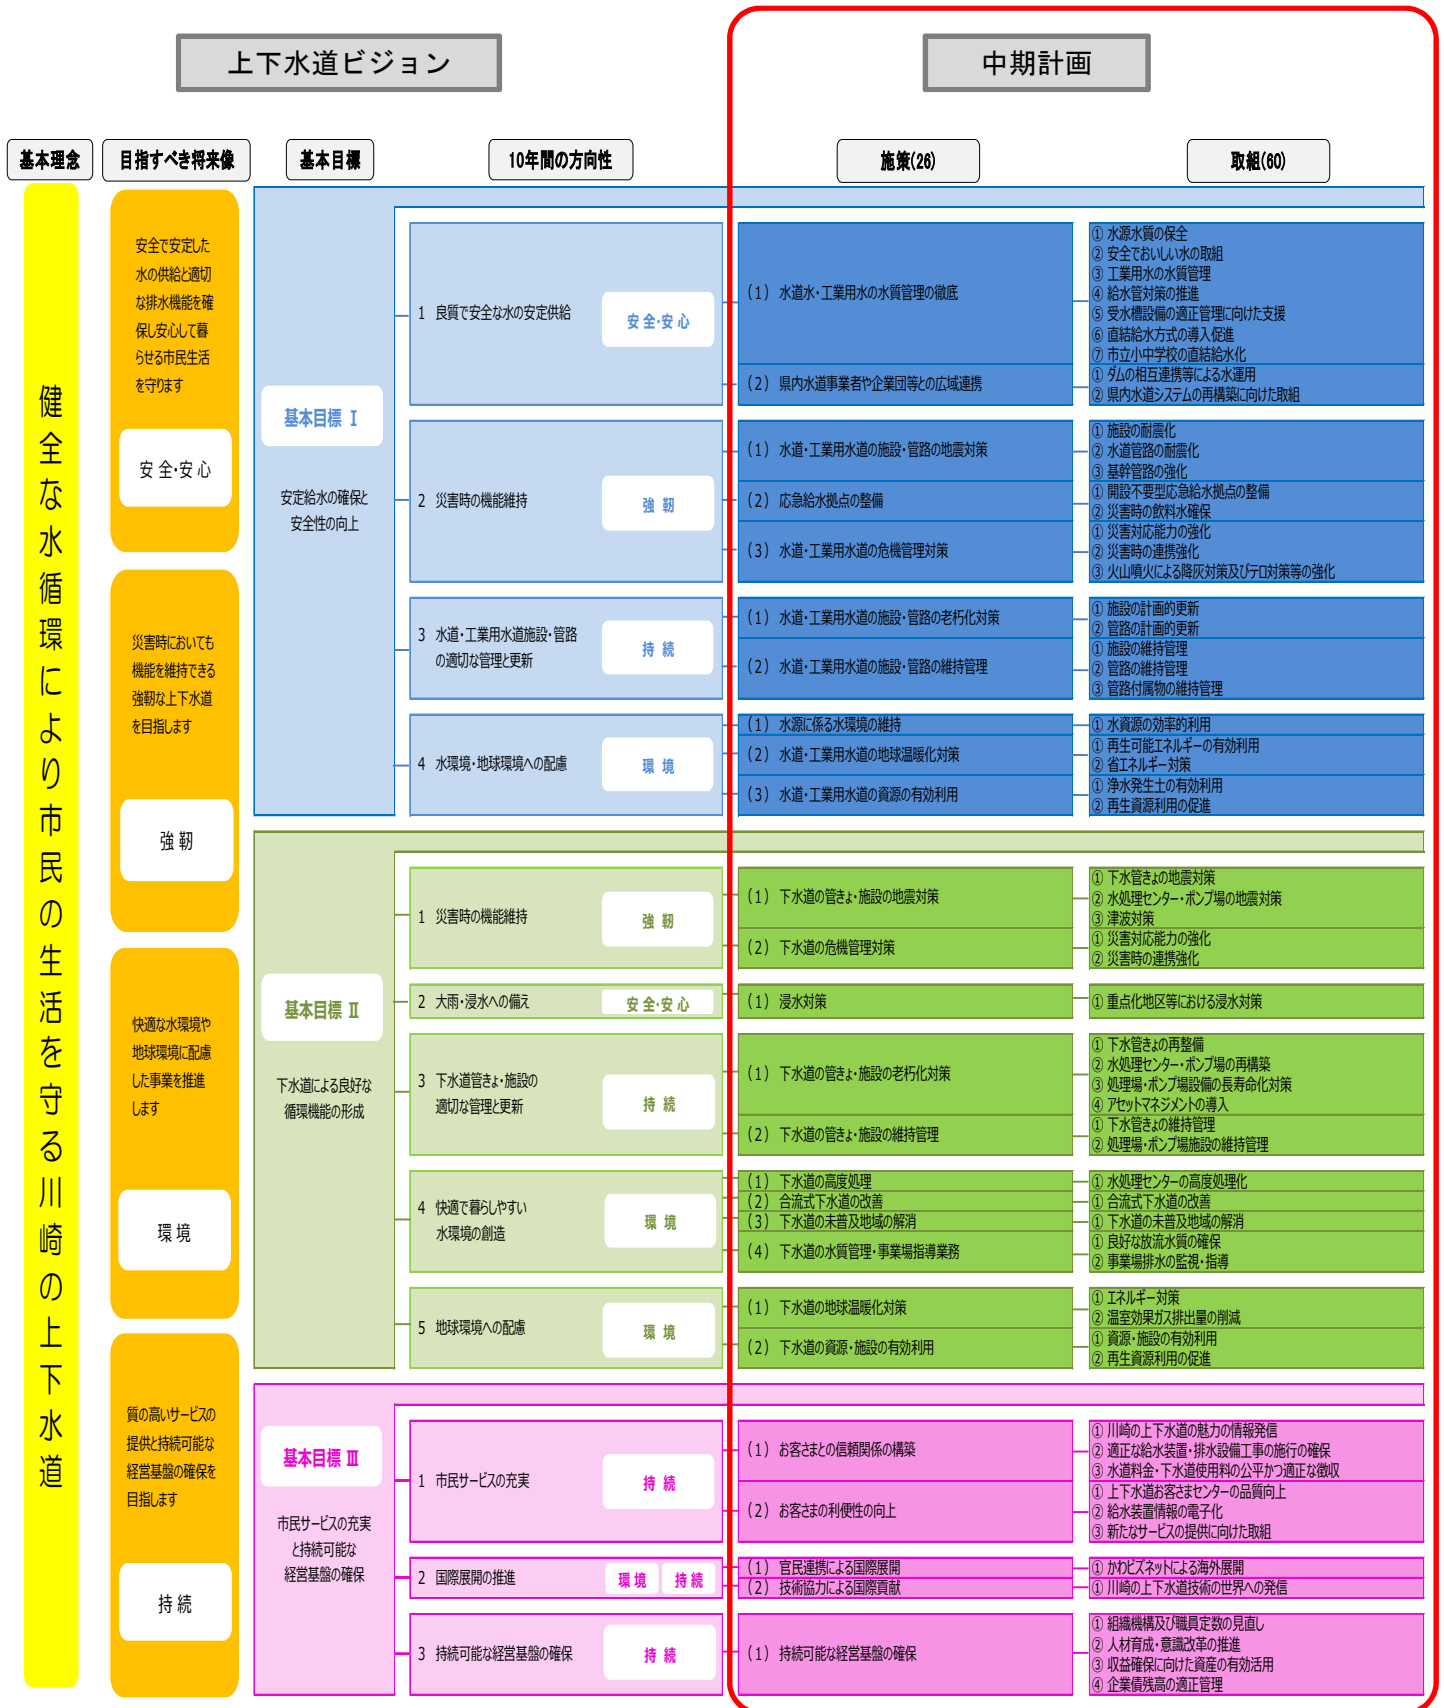 上下水道ビジョン
中期計画
基本理念
目指すべき将来像
基本目標
10年間の方向性
施策(26)
取組(60)
健全な水循環により市民の生活を守る川崎の上下水道
安全で安定した
水の供給と適切
な排水機能を確
保し安心して暮
らせる市民生活
を守ります
安全・安心
災害時においても
機能を維持できる
強靭な上下水道
を目指します
強靭
快適な水環境や
地球環境に配慮
した事業を推進
します
環境
質の高いサービスの
提供と持続可能な
経営基盤の確保を
目指します
持続
基本目標 Ⅰ
安定給水の確保と
安全性の向上
1 良質で安全な水の安定供給
安全・安心
(1) 水道水・工業用水の水質管理の徹底
① 水源水質の保全
② 安全でおいしい水の取組
③ 工業用水の水質管理
④ 給水管対策の推進
⑤ 受水槽設備の適正管理に向けた支援
⑥ 直結給水方式の導入促進
⑦ 市立小中学校の直結給水化
(2) 県内水道事業者や企業団等との広域連携
① ダムの相互連携等による水運用
② 県内水道システムの再構築に向けた取組
2 災害時の機能維持
強靭
(1) 水道・工業用水道の施設・管路の地震対策
① 施設の耐震化
② 水道管路の耐震化
③ 基幹管路の強化
(2) 応急給水拠点の整備
① 開設不要型応急給水拠点の整備
② 災害時の飲料水確保
(3) 水道・工業用水道の危機管理対策
① 災害対応能力の強化
② 災害時の連携強化
③ 火山噴火による降灰対策及びテロ対策等の強化
3 水道・工業用水道施設・管路
の適切な管理と更新
持続
(1) 水道・工業用水道の施設・管路の老朽化対策
① 施設の計画的更新
② 管路の計画的更新
(2) 水道・工業用水道の施設・管路の維持管理
① 施設の維持管理
② 管路の維持管理
③ 管路付属物の維持管理
4 水環境・地球環境への配慮
環境
(1) 水源に係る水環境の維持
① 水資源の効率的利用
(2) 水道・工業用水道の地球温暖化対策
① 再生可能エネルギーの有効利用
② 省エネルギー対策
(3) 水道・工業用水道の資源の有効利用
① 浄水発生土の有効利用
② 再生資源利用の促進
基本目標 Ⅱ
下水道による良好な
循環機能の形成
1 災害時の機能維持
強靭
(1) 下水道の管きょ・施設の地震対策
① 下水管きょの地震対策
② 水処理センター・ポンプ場の地震対策
③ 津波対策
(2) 下水道の危機管理対策
① 災害対応能力の強化
② 災害時の連携強化
2 大雨・浸水への備え
安全・安心
(1) 浸水対策
① 重点化地区等における浸水対策
3 下水道管きょ・施設の
適切な管理と更新
持続
(1) 下水道の管きょ・施設の老朽化対策
① 下水管きょの再整備
② 水処理センター・ポンプ場の再構築
③ 処理場・ポンプ場設備の長寿命化対策
④ アセットマネジメントの導入
(2) 下水道の管きょ・施設の維持管理
① 下水管きょの維持管理
② 処理場・ポンプ場施設の維持管理
4 快適で暮らしやすい
水環境の創造
環境
(1) 下水道の高度処理
① 水処理センターの高度処理化
(2) 合流式下水道の改善
① 合流式下水道の改善
(3) 下水道の未普及地域の解消
① 下水道の未普及地域の解消
(4) 下水道の水質管理・事業場指導業務
① 良好な放流水質の確保
② 事業場排水の監視・指導
5 地球環境への配慮
環境
(1) 下水道の地球温暖化対策
① エネルギー対策
② 温室効果ガス排出量の削減
(2) 下水道の資源・施設の有効利用
① 資源・施設の有効利用
② 再生資源利用の促進
基本目標 Ⅲ
市民サービスの充実
と持続可能な
経営基盤の確保
1 市民サービスの充実
持続
(1) お客さまとの信頼関係の構築
① 川崎の上下水道の魅力の情報発信
② 適正な給水装置・排水設備工事の施行の確保
③ 水道料金・下水道使用料の公平かつ適正な徴収
(2) お客さまの利便性の向上
① 上下水道お客さまセンターの品質向上
② 給水装置情報の電子化
③ 新たなサービスの提供に向けた取組
2 国際展開の推進
環境
持続
(1) 官民連携による国際展開
① かわビズネットによる海外展開
(2) 技術協力による国際貢献
① 川崎の上下水道技術の世界への発信
3 持続可能な経営基盤の確保
持続
(1) 持続可能な経営基盤の確保
① 組織機構及び職員定数の見直し
② 人材育成・意識改革の推進
③ 収益確保に向けた資産の有効活用
④ 企業債残高の適正管理